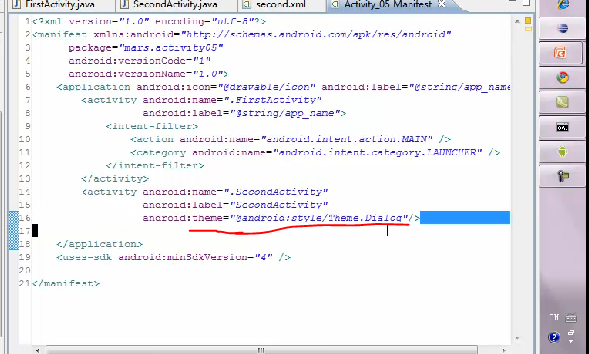 FirstActivity.java
SecondActivity.java
second.xml
Activity_05 Manifest
1 <?xml version="1.0" encoding="utf-8"?>
2 <manifest xmlns:android="http://schemas.android.com/apk/res/android"
3 package="mars.activity05"
4 android:versionCode="1"
5 android:versionName="1.0">
6 <application android:icon="@drawable/icon" android:label="@string/app_name"
7 <activity android:name=".FirstActivity"
8 android:label="@string/app_name">
9 <intent-filter>
10 <action android:name="android.intent.action.MAIN" />
11 <category android:name="android.intent.category.LAUNCHER" />
12 </intent-filter>
13 </activity>
14 <activity android:name=".SecondActivity"
15 android:label="SecondActivity"
16 android:theme="@android:style/Theme.Dialog"/>
17
18 </application>
19 <uses-sdk android:minSdkVersion="4" />
20
21 </manifest>